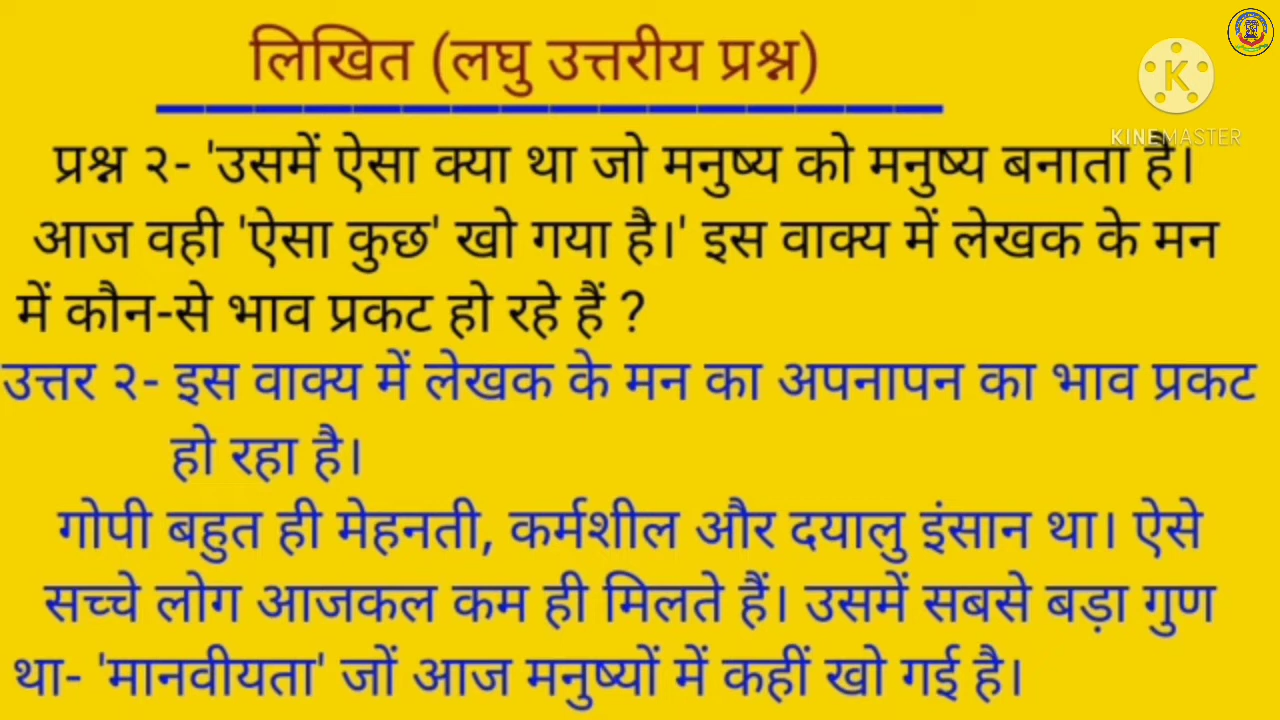 लिखित (लघु उत्तरीय प्रश्न)
KINEMASTER
प्रश्न २- 'उसमें ऐसा क्या था जो मनुष्य को मनुष्य बनाता है।
आज वही 'ऐसा कुछ' खो गया है।' इस वाक्य में लेखक के मन
में कौन-से भाव प्रकट हो रहे हैं ?
उत्तर २- इस वाक्य में लेखक के मन का अपनापन का भाव प्रकट
हो रहा है।
गोपी बहुत ही मेहनती, कर्मशील और दयालु इंसान था। ऐसे
सच्चे लोग आजकल कम ही मिलते हैं। उसमें सबसे बड़ा गुण
था- 'मानवीयता' जों आज मनुष्यों में कहीं खो गई है।